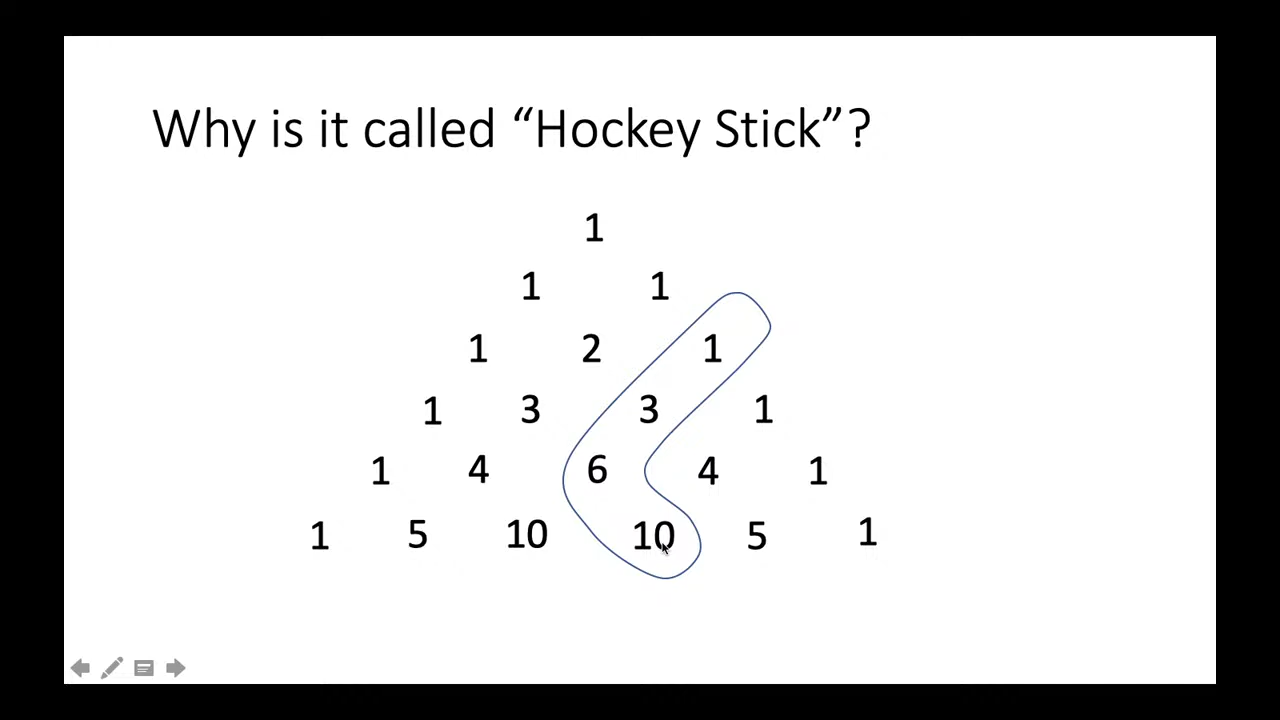 Why is it called “Hockey Stick”?
1
1 1
1 2 1
1 3 3 1
1 4 6 4 1
1 5 10 10 5 1